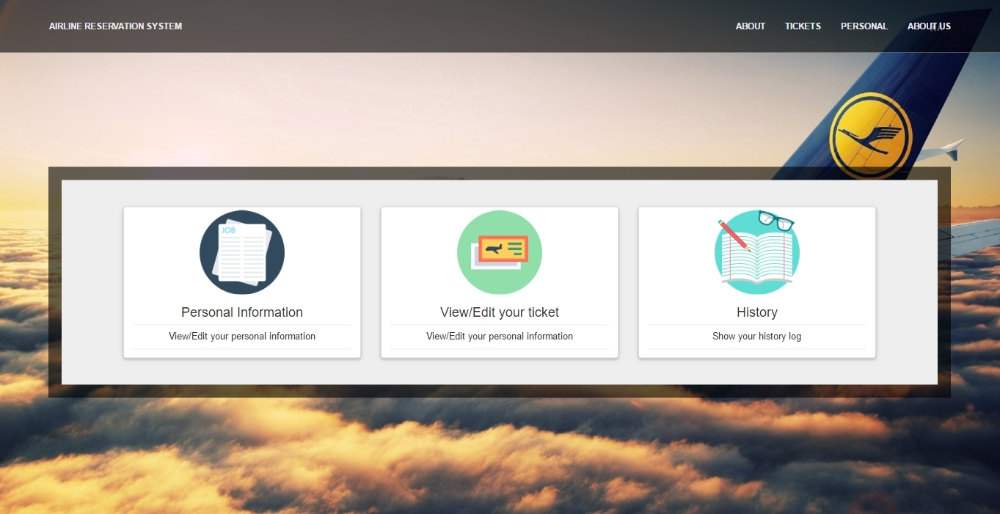 AIRLINE RESERVATION SYSTEM
ABOUT TICKETS PERSONAL ABOUT US
JOB
Personal Information
View/Edit your personal information
View/Edit your ticket
View/Edit your personal information
History
Show your history log